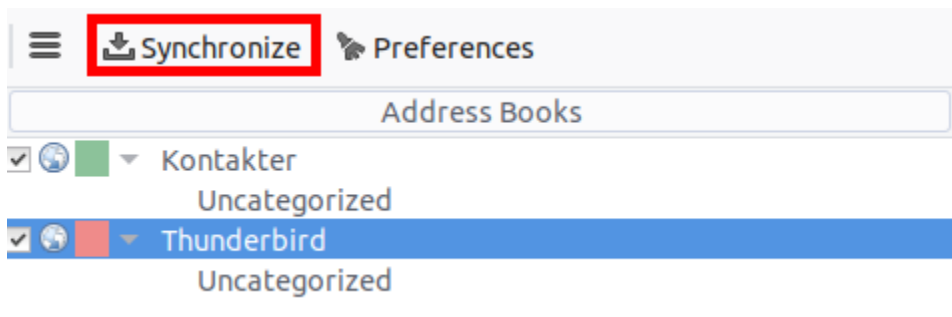 Synchronize Preferences
Address Books
Kontakter
Uncategorized
Thunderbird
Uncategorized